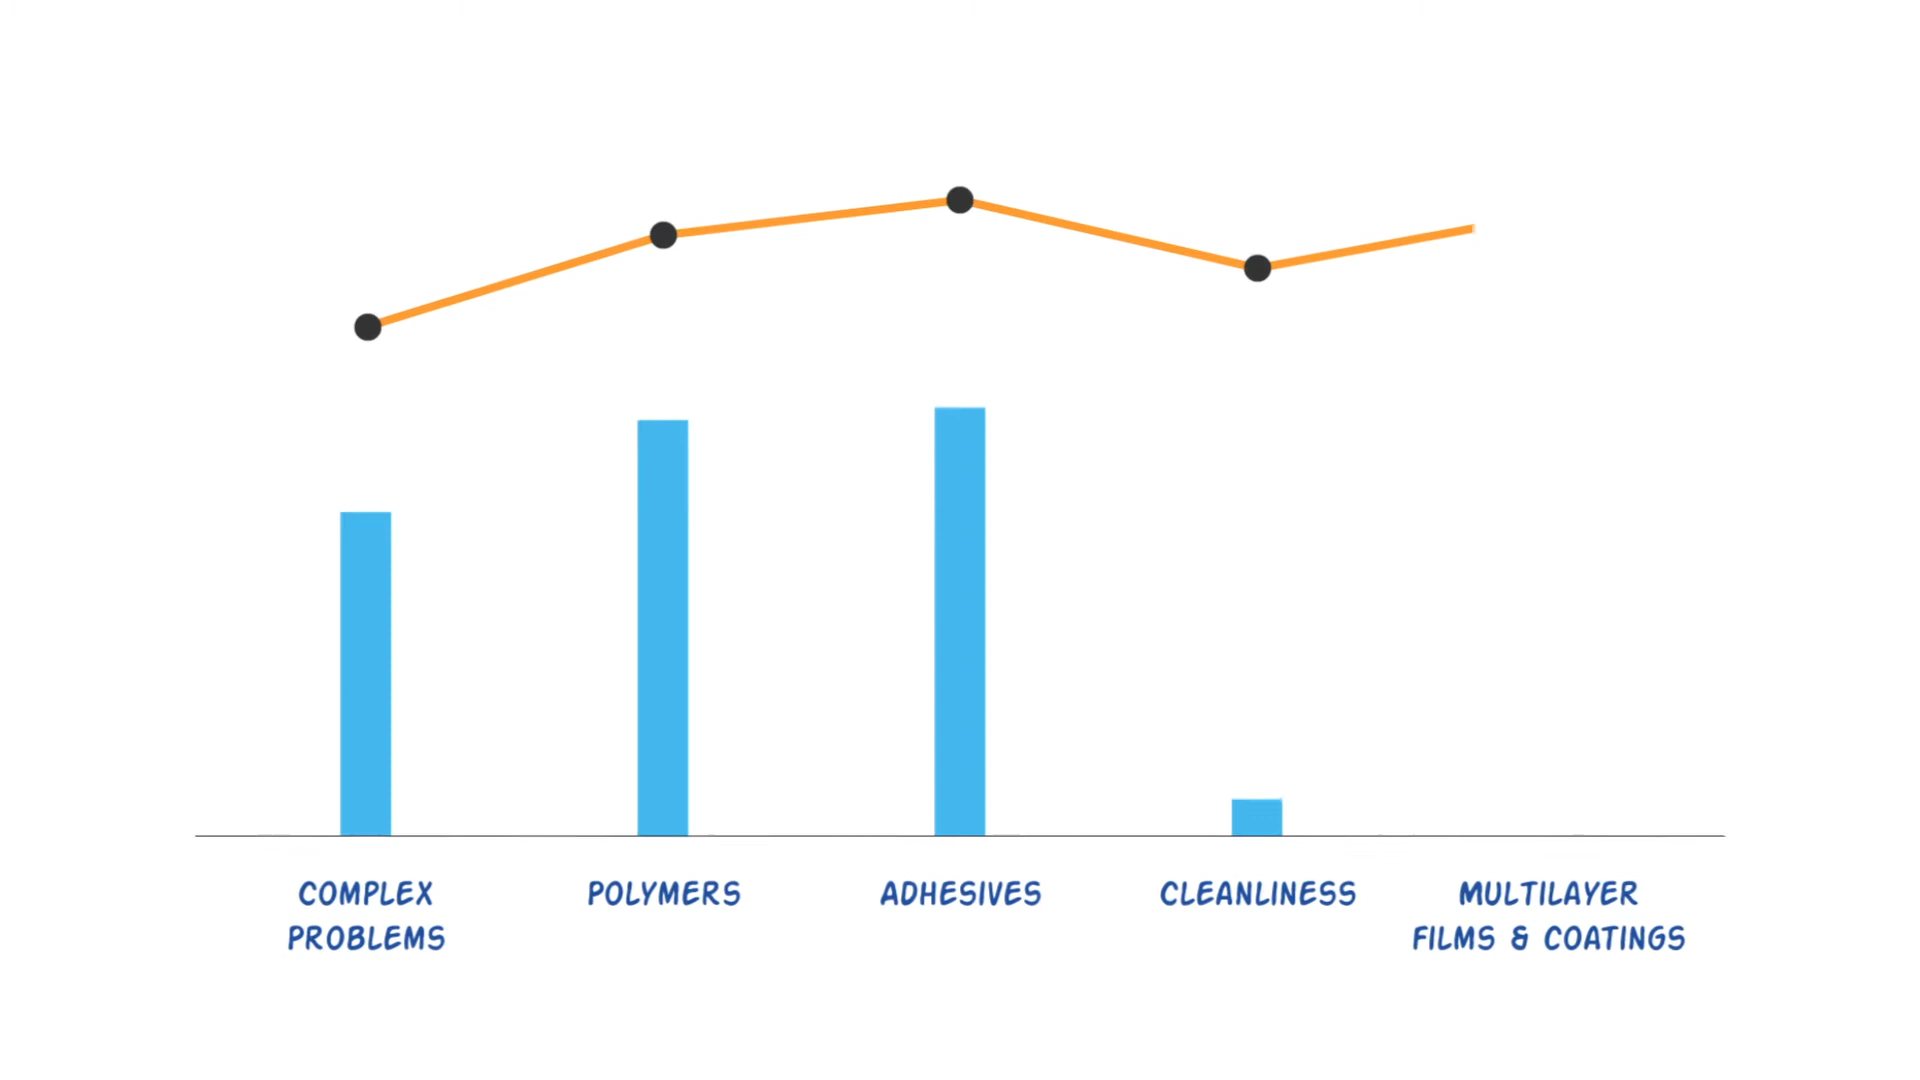 COMPLEX
PROBLEMS
POLYMERS
ADHESIVES
CLEANLINESS
MULTILAYER
FILMS & COATINGS